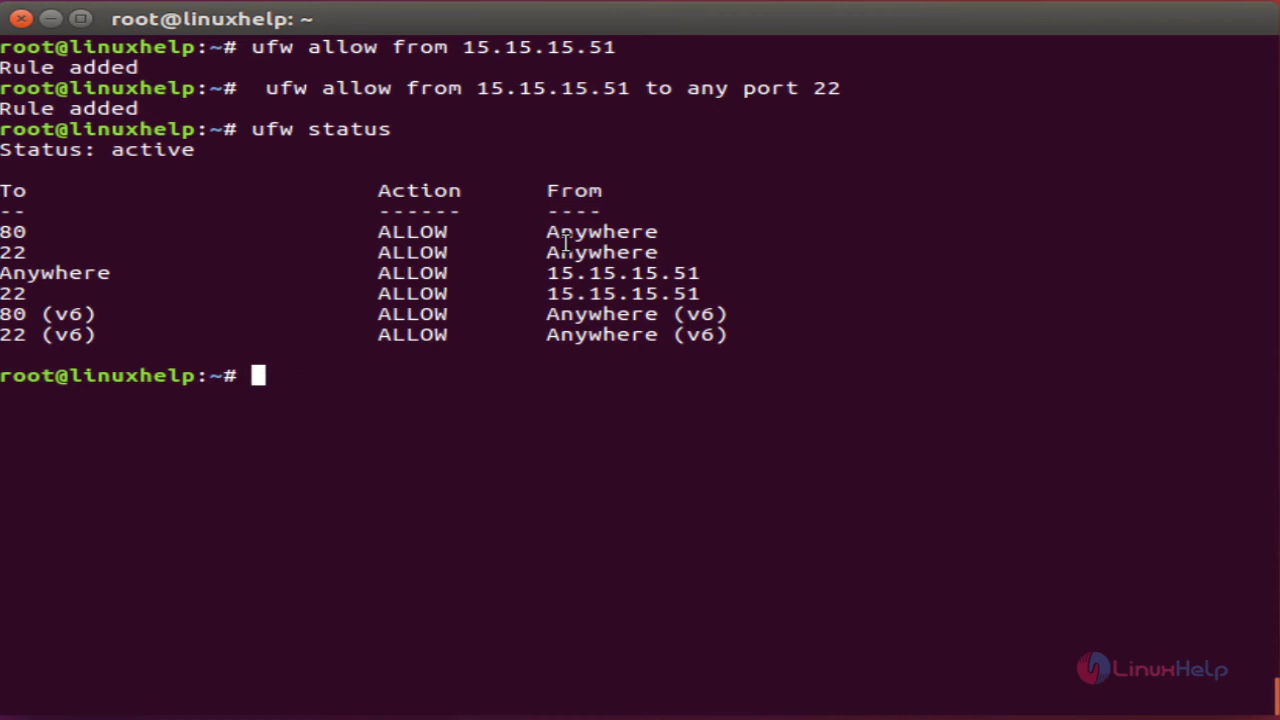 root@linuxhelp: ~
root@linuxhelp:~# ufw allow from 15.15.15.51
Rule added
root@linuxhelp:~#  ufw allow from 15.15.15.51 to any port 22
Rule added
root@linuxhelp:~# ufw status
Status: active
To                         Action      From
--                         ------      ----
80                         ALLOW       Anywhere
22                         ALLOW       Anywhere
Anywhere                   ALLOW       15.15.15.51
22                         ALLOW       15.15.15.51
80 (v6)                    ALLOW       Anywhere (v6)
22 (v6)                    ALLOW       Anywhere (v6)
root@linuxhelp:~#
LinuxHelp